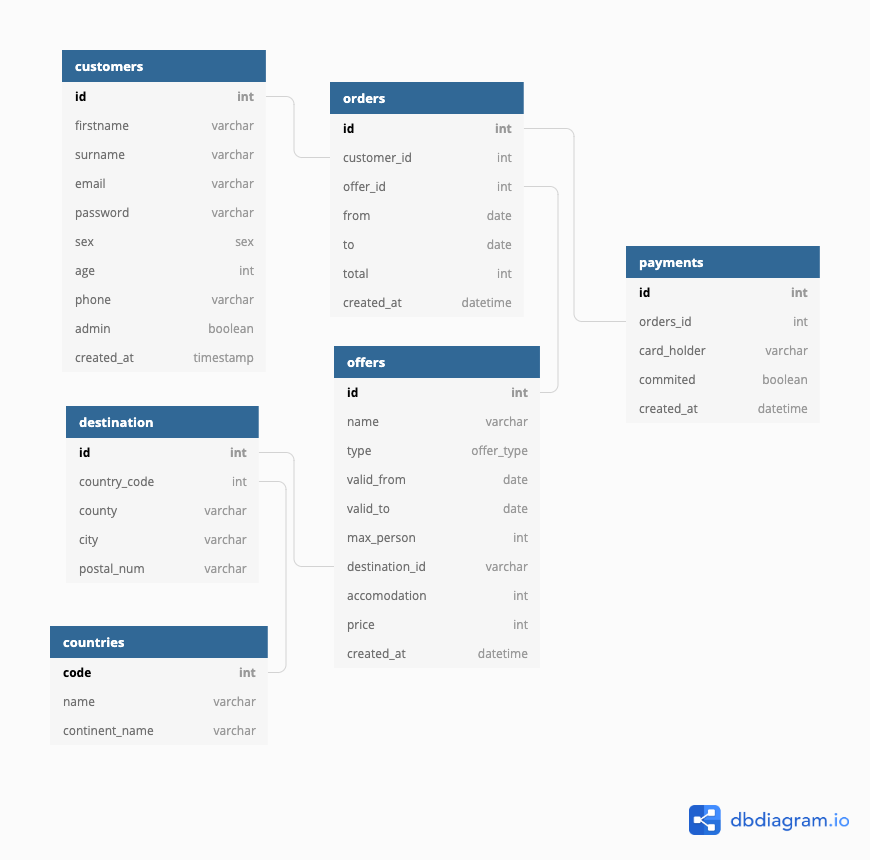 customers
id int
firstname varchar
surname varchar
email varchar
password varchar
sex sex
age int
phone varchar
admin boolean
created_at timestamp
orders
id int
customer_id int
offer_id int
from date
to date
total int
created_at datetime
payments
id int
orders_id int
card_holder varchar
commited boolean
created_at datetime
offers
id int
name varchar
type offer_type
valid_from date
valid_to date
max_person int
destination_id varchar
accomodation int
price int
created_at datetime
destination
id int
country_code int
county varchar
city varchar
postal_num varchar
countries
code int
name varchar
continent_name varchar
dbdiagram.io